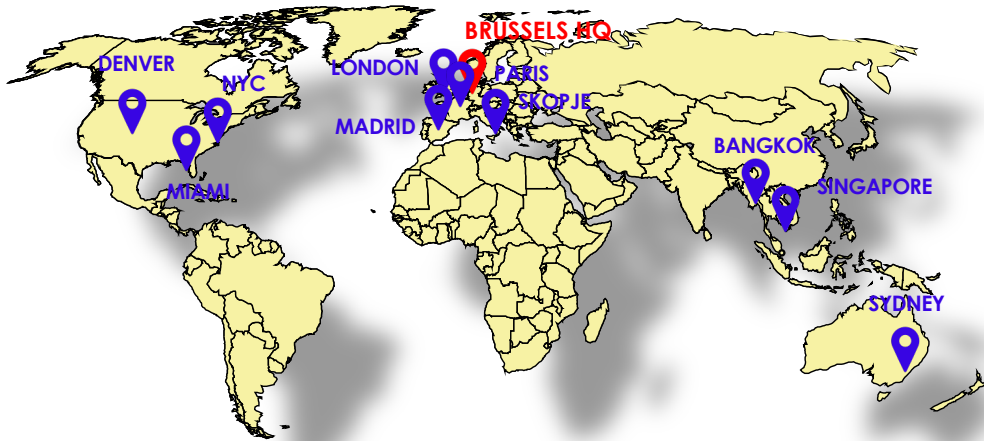 BRUSSELS HQ
DENVER
LONDON
PARIS
NYC
SKOPJE
MADRID
BANGKOK
MIAMI
SINGAPORE
SYDNEY